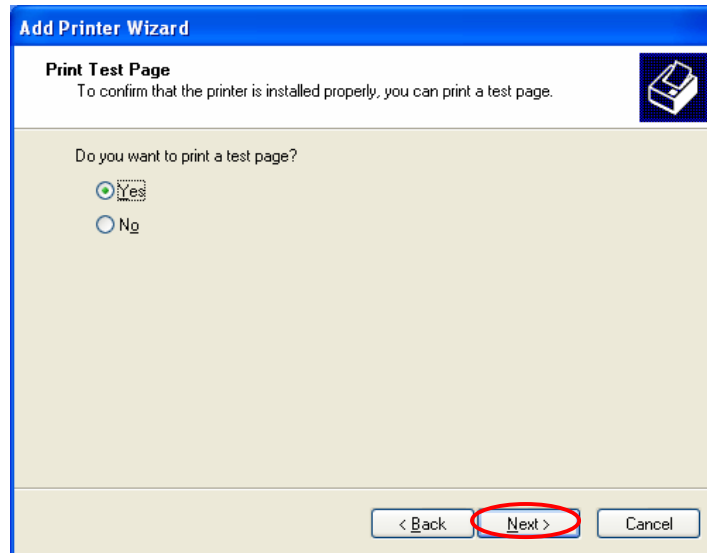 Add Printer Wizard
Print Test Page
To confirm that the printer is installed properly, you can print a test page.
Do you want to print a test page?
Yes
No
< Back Next > Cancel